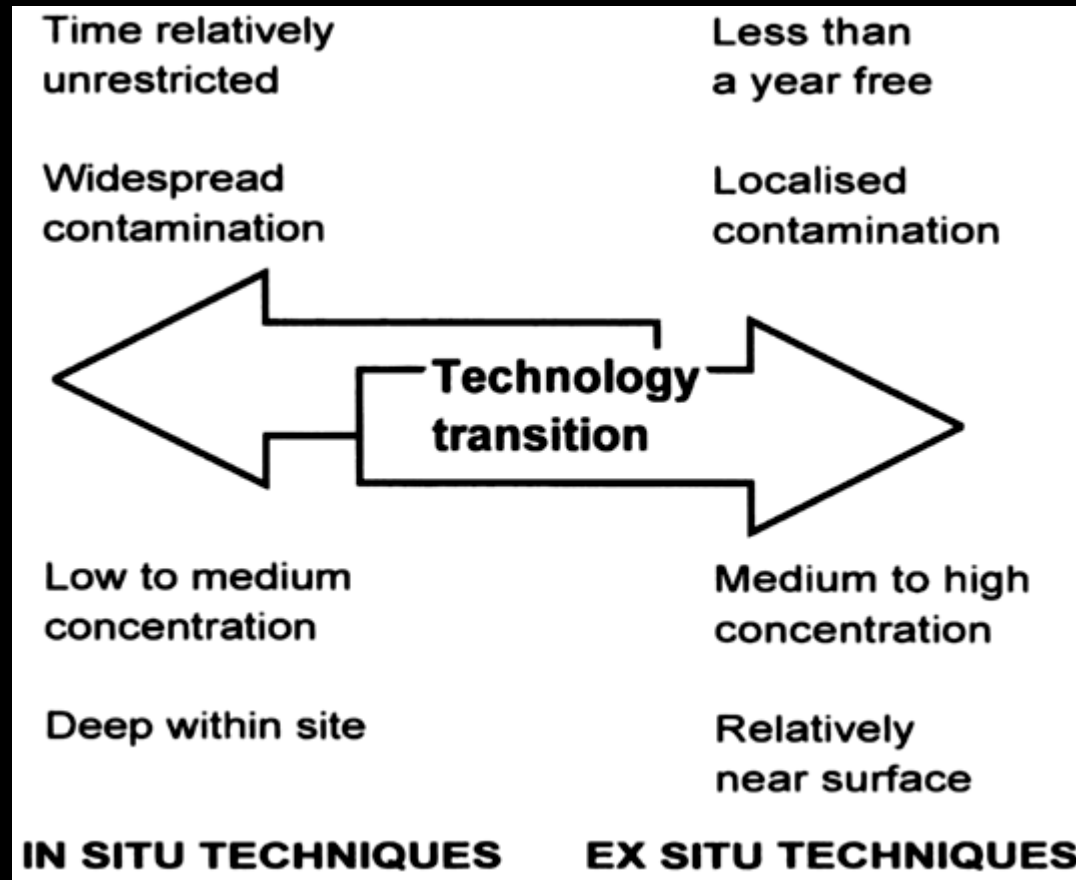 Time relatively
unrestricted
Less than
a year free
Widespread
contamination
Localised
contamination
Technology
transition
Low to medium
concentration
Medium to high
concentration
Deep within site
Relatively
near surface
IN SITU TECHNIQUES
EX SITU TECHNIQUES